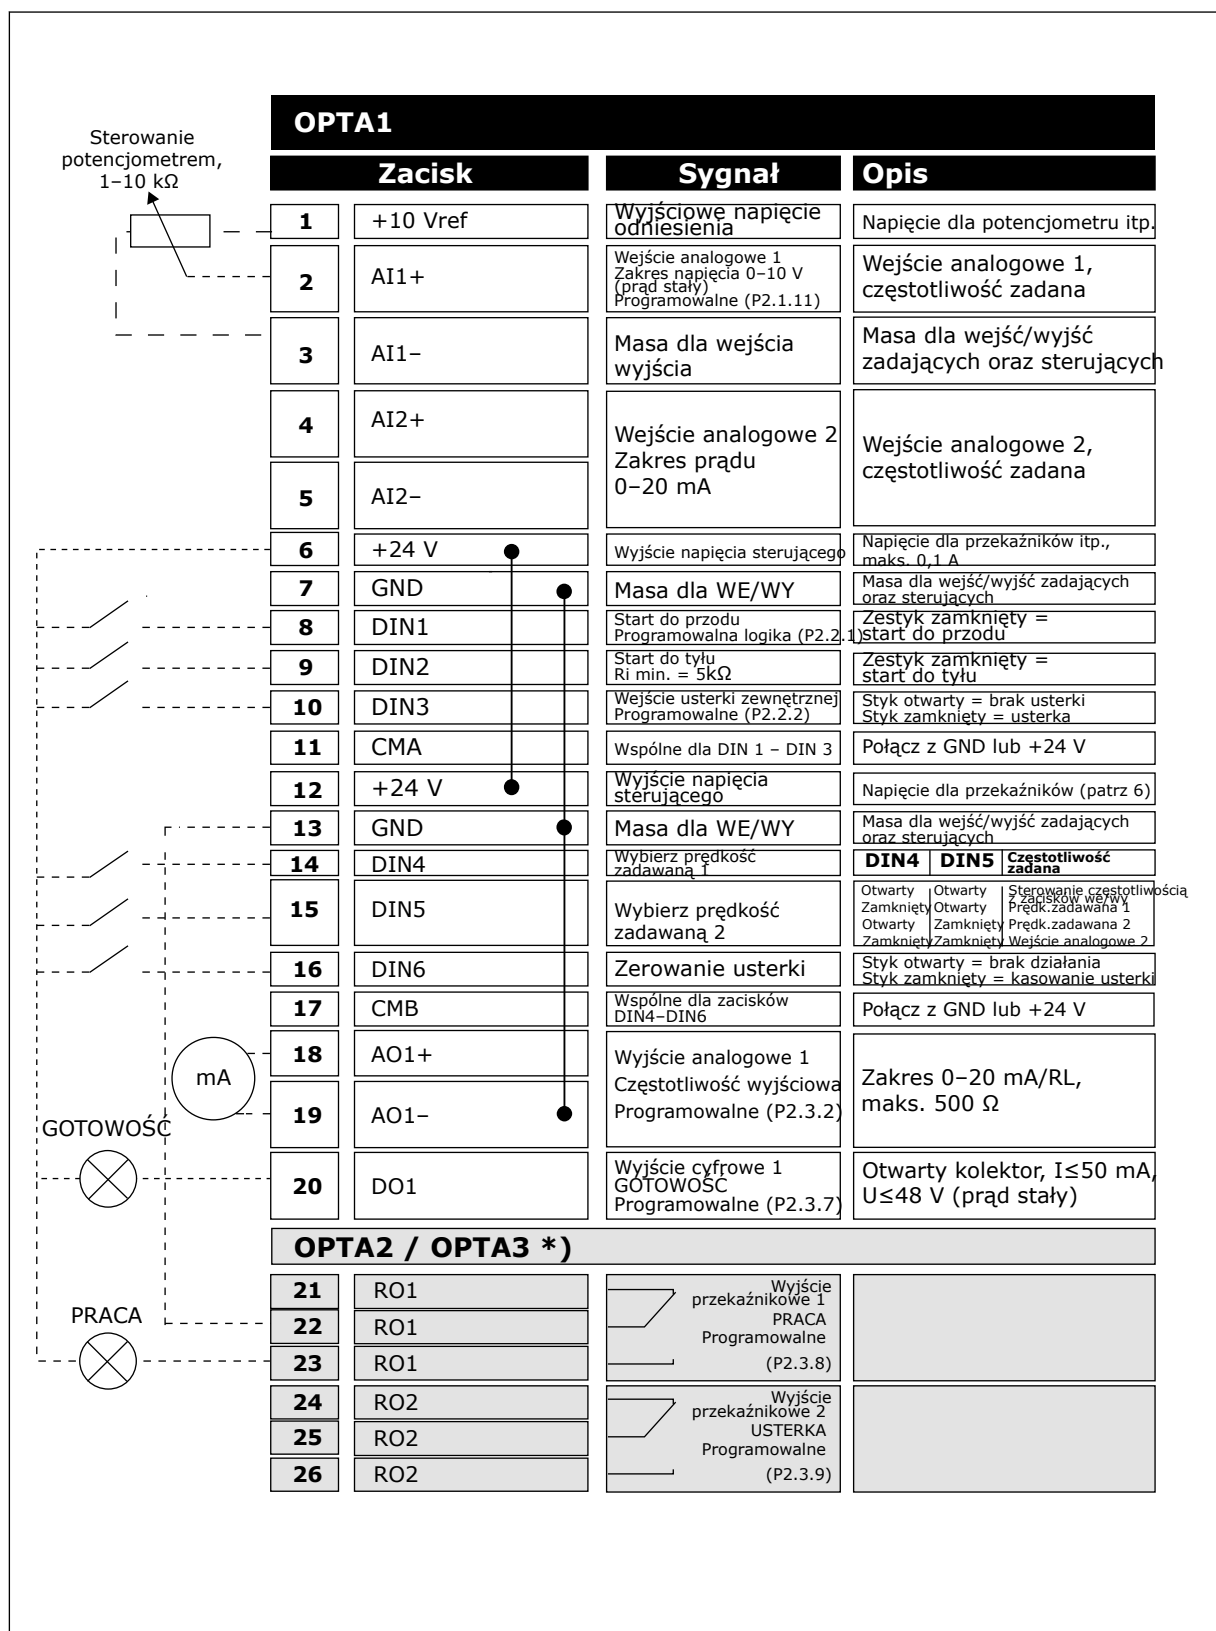 OPTA1
Sterowanie
potencjometrem,
1–10 kΩ
Zacisk
Sygnał
Opis
1
+10 Vref
Wyjściowe napięcie
odniesienia
Napięcie dla potencjometru itp.
2
AI1+
Wejście analogowe 1
Zakres napięcia 0–10 V
(prąd stały)
Programowalne (P2.1.11)
Wejście analogowe 1,
częstotliwość zadana
3
AI1–
Masa dla wejścia
wyjścia
Masa dla wejść/wyjść
zadających oraz sterujących
4
AI2+
Wejście analogowe 2
Zakres prądu
0–20 mA
Wejście analogowe 2,
częstotliwość zadana
5
AI2–
6
+24 V
Wyjście napięcia sterującego
Napięcie dla przekaźników itp.,
maks. 0,1 A
7
GND
Masa dla WE/WY
Masa dla wejść/wyjść zadających
oraz sterujących
8
DIN1
Start do przodu
Programowalna logika (P2.2.1)
Zestyk zamknięty =
start do przodu
9
DIN2
Start do tyłu
Ri min. = 5kΩ
Zestyk zamknięty =
start do tyłu
10
DIN3
Wejście usterki zewnętrznej
Programowalne (P2.2.2)
Styk otwarty = brak usterki
Styk zamknięty = usterka
11
CMA
Wspólne dla DIN 1 – DIN 3
Połącz z GND lub +24 V
12
+24 V
Wyjście napięcia
sterującego
Napięcie dla przekaźników (patrz 6)
13
GND
Masa dla WE/WY
Masa dla wejść/wyjść zadających
oraz sterujących
14
DIN4
Wybierz prędkość
zadawaną 1
DIN4 DIN5 Częstotliwość
zadana
15
DIN5
Wybierz prędkość
zadawaną 2
Otwarty Otwarty Sterowanie częstotliwością
z zacisków we/wy
Zamknięty Otwarty Prędk.zadawana 1
Otwarty Zamknięty Prędk.zadawana 2
Zamknięty Zamknięty Wejście analogowe 2
16
DIN6
Zerowanie usterki
Styk otwarty = brak działania
Styk zamknięty = kasowanie usterki
17
CMB
Wspólne dla zacisków
DIN4–DIN6
Połącz z GND lub +24 V
mA
18
AO1+
Wyjście analogowe 1
Częstotliwość wyjściowa
Programowalne (P2.3.2)
Zakres 0–20 mA/RL,
maks. 500 Ω
19
AO1–
GOTOWOŚĆ
20
DO1
Wyjście cyfrowe 1
GOTOWOŚĆ
Programowalne (P2.3.7)
Otwarty kolektor, I≤50 mA,
U≤48 V (prąd stały)
OPTA2 / OPTA3 *)
PRACA
21
RO1
Wyjście
przekaźnikowe 1
PRACA
Programowalne
(P2.3.8)
22
RO1
23
RO1
24
RO2
Wyjście
przekaźnikowe 2
USTERKA
Programowalne
(P2.3.9)
25
RO2
26
RO2